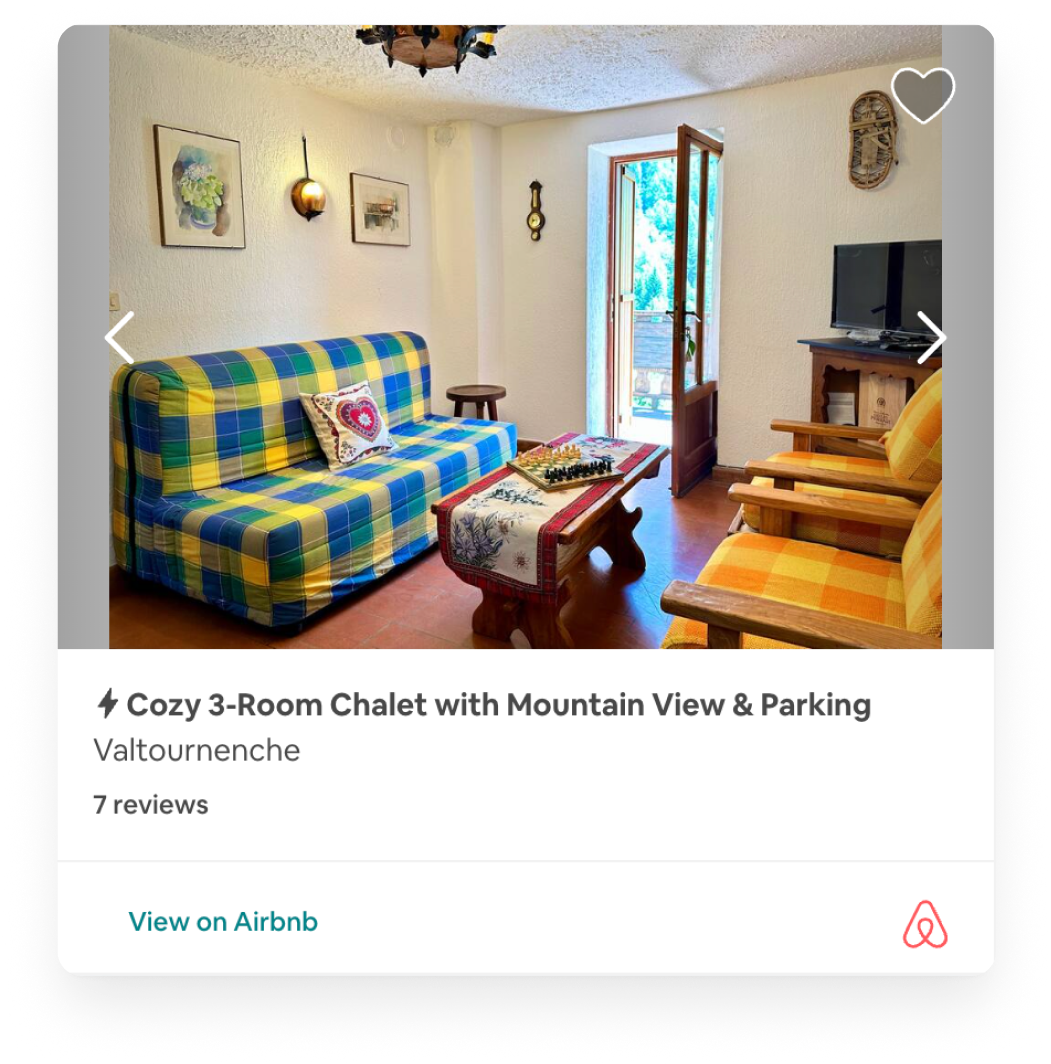 Cozy 3-Room Chalet with Mountain View & Parking
Valtournenche
7 reviews
View on Airbnb